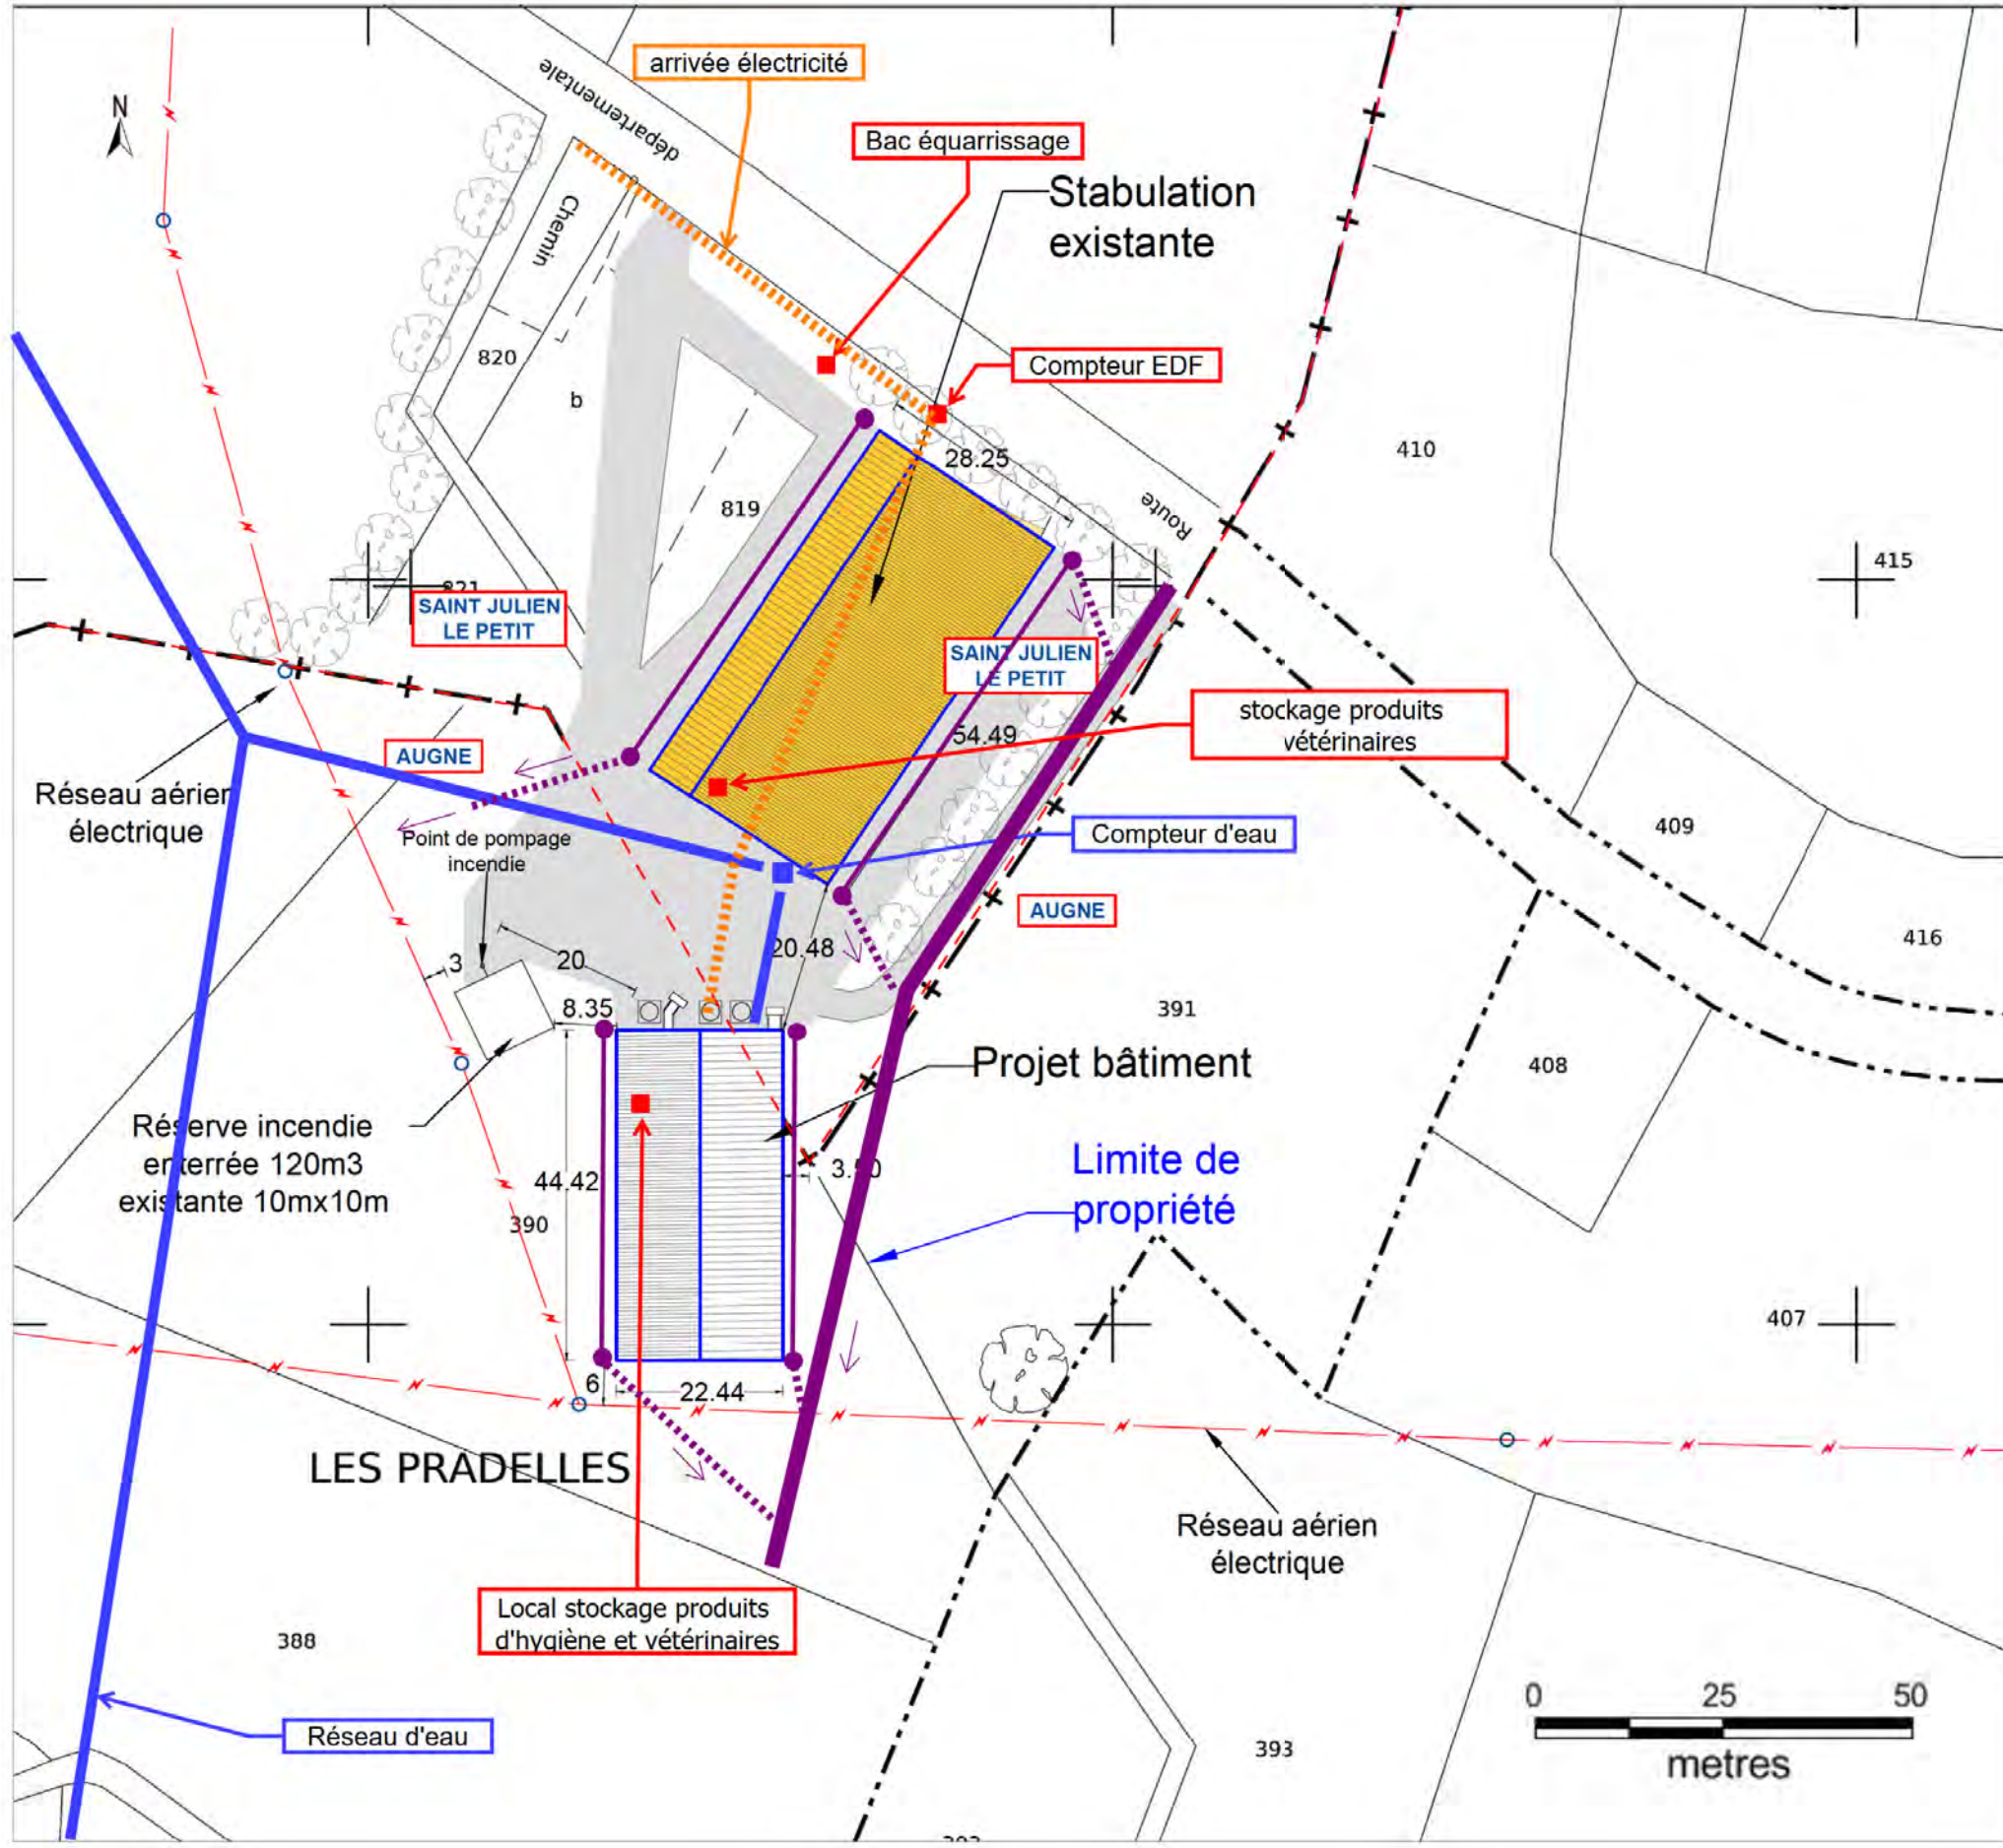 arrivée électricité
départementale
N
Bac équarrissage
Stabulation
existante
Chemin
820
b
Compteur EDF
28.25
410
819
Route
415
821
SAINT JULIEN
LE PETIT
SAINT JULIEN
LE PETIT
stockage produits
vétérinaires
54.49
AUGNE
Réseau aérien
électrique
Point de pompage
incendie
Compteur d'eau
409
AUGNE
416
20.48
3
20
8.35
391
Projet bâtiment
408
Réserve incendie
enterrée 120m3
existante 10mx10m
44.42
390
3.50
Limite de
propriété
407
6
22.44
LES PRADELLES
Réseau aérien
électrique
Local stockage produits
d'hygiène et vétérinaires
388
Réseau d'eau
393
0 25 50
metres